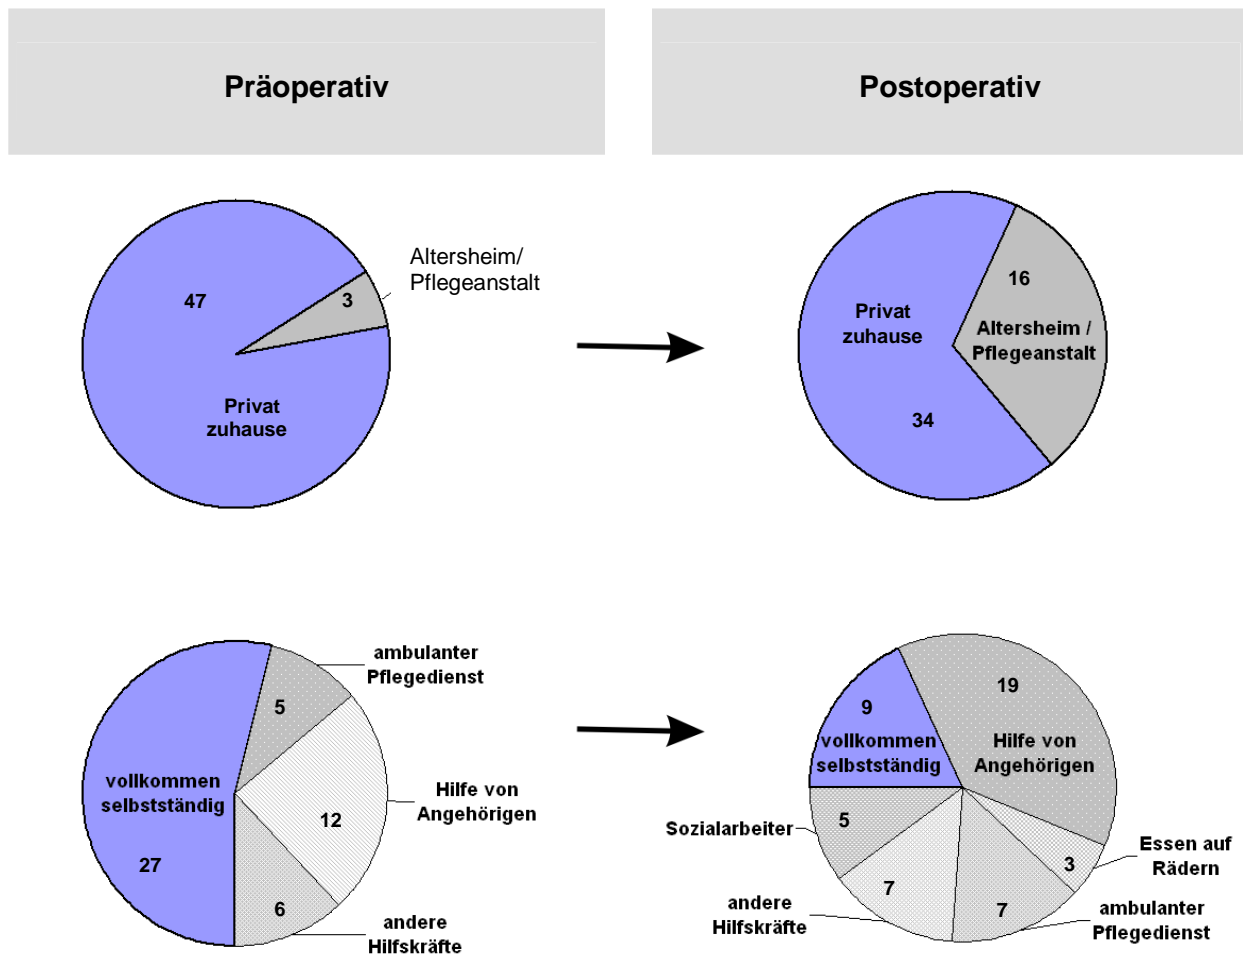 Präoperativ
Postoperativ
47
3
Altersheim/
Pflegeanstalt
Privat
zuhause
16
Privat
zuhause
Altersheim /
Pflegeanstalt
34
ambulanter
Pflegedienst
5
vollkommen
selbstständig
Hilfe von
Angehörigen
12
27
6
andere
Hilfskräfte
19
9
vollkommen
selbstständig
Hilfe von
Angehörigen
Sozialarbeiter
5
Essen auf
Rädern
3
7
andere
Hilfskräfte
7
ambulanter
Pflegedienst